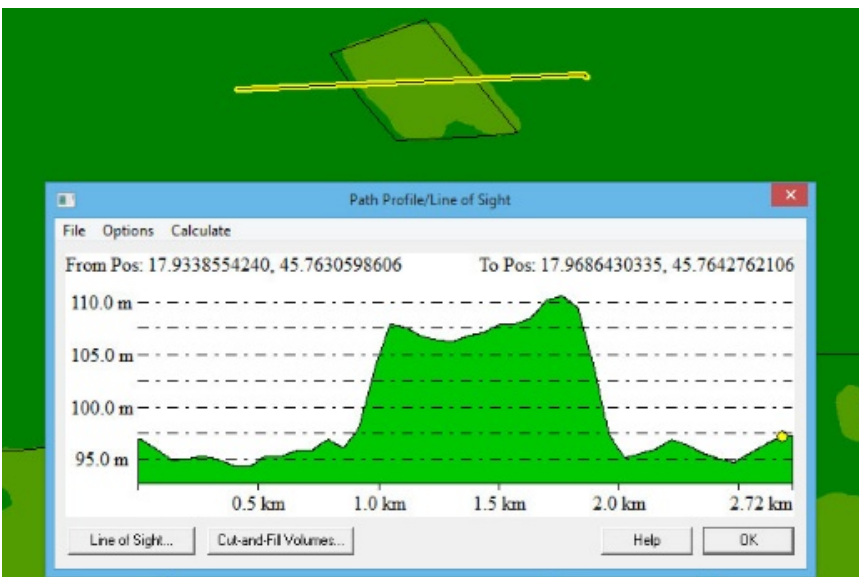 Path Profile/Line of Sight
File Options Calculate
From Pos: 17.9338554240, 45.7630598606 To Pos: 17.9686430335, 45.7642762106
110.0 m
105.0 m
100.0 m
95.0 m
0.5 km 1.0 km 1.5 km 2.0 km 2.72 km
Line of Sight... Cut-and-Fill Volumes... Help OK